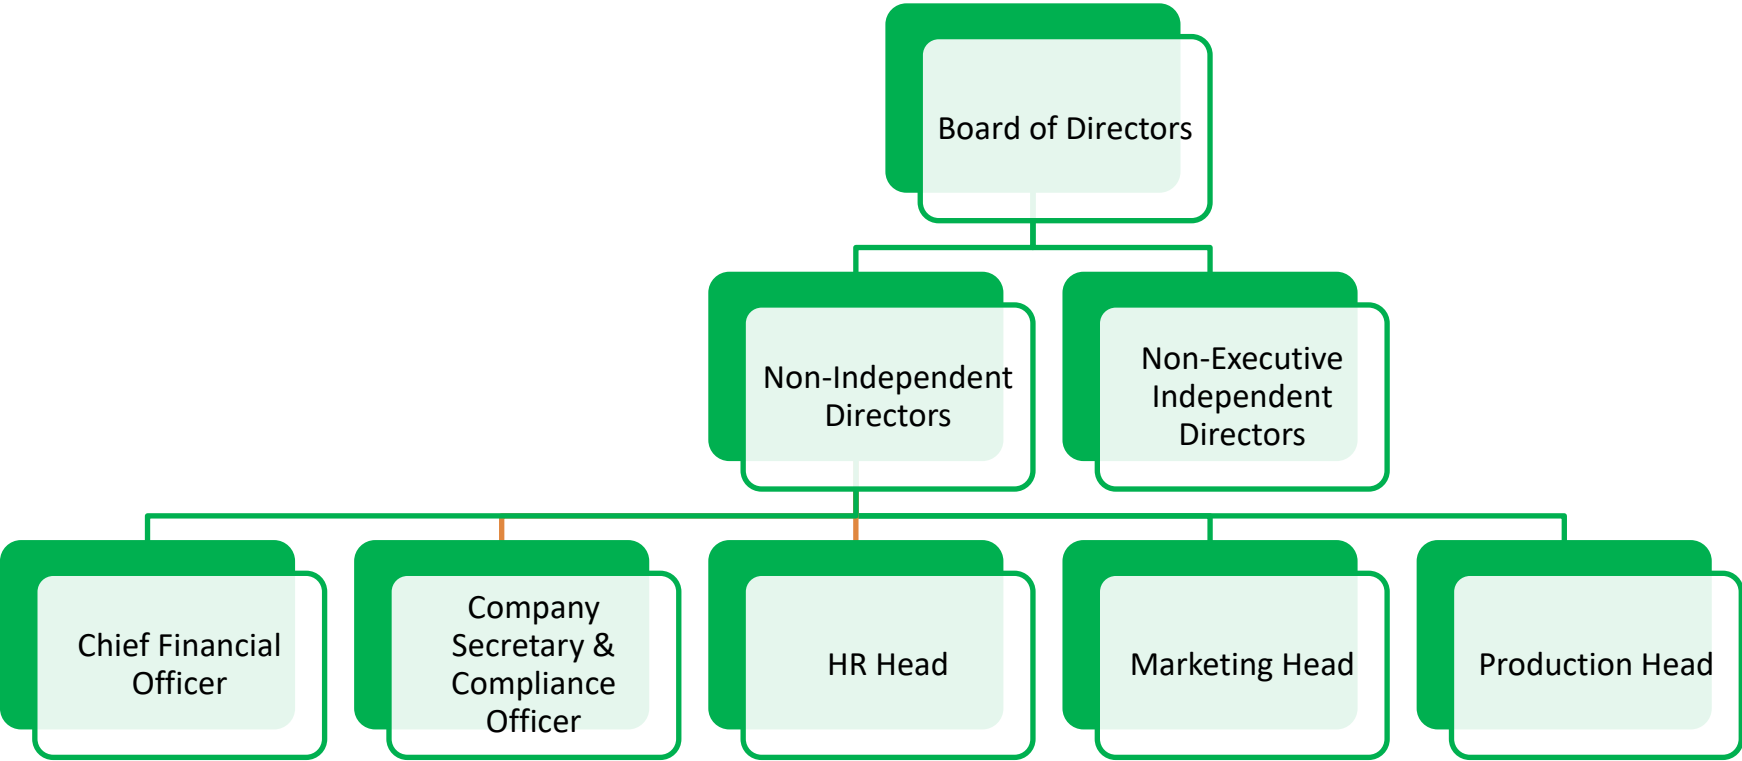 Board of Directors
Non-Independent
Directors
Non-Executive
Independent
Directors
Chief Financial
Officer
Company
Secretary &
Compliance
Officer
HR Head
Marketing Head
Production Head